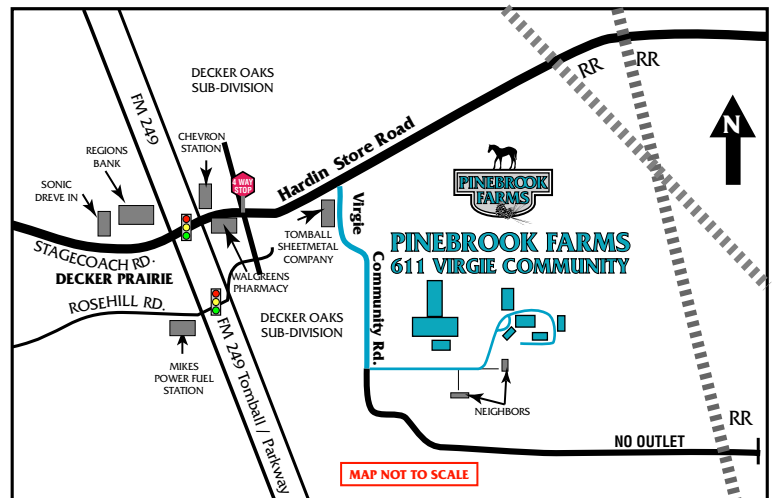 DECKER OAKS
SUB-DIVISION
RR
RR
FM 249
CHEVRON
STATION
REGIONS
BANK
4 WAY
STOP
Hardin Store Road
N
SONIC
DREVE IN
Virgie
Community Rd.
PINEBROOK
FARMS
TOMBALL
SHEETMETAL
COMPANY
PINEBROOK FARMS
611 VIRGIE COMMUNITY
STAGECOACH RD.
DECKER PRAIRIE
WALGREENS
PHARMACY
ROSEHILL RD.
DECKER OAKS
SUB-DIVISION
FM 249 Tomball / Parkway
MIKES
POWER FUEL
STATION
NEIGHBORS
RR
NO OUTLET
MAP NOT TO SCALE